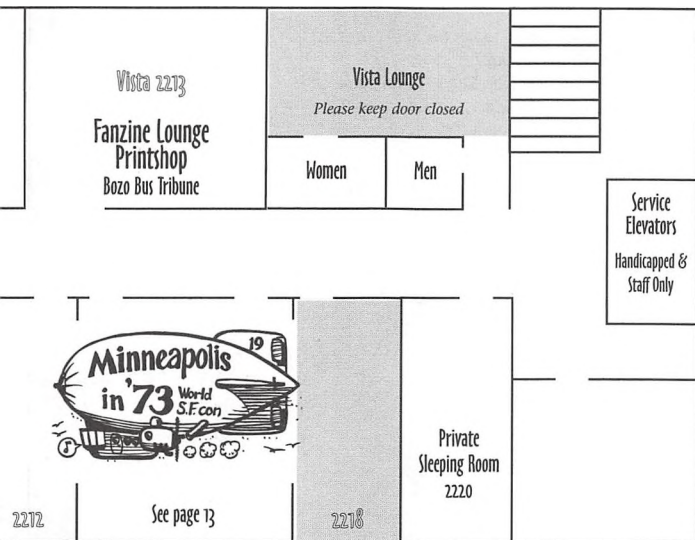 Vista 2213
Fanzine Lounge
Printshop
Bozo Bus Tribune
Vista Lounge
Please keep door closed
Women
Men
Service
Elevators
Handicapped &
Staff Only
19
Minneapolis
in '73 World
S.F. con
Private
Sleeping Room
2220
2212
See page 13
2218